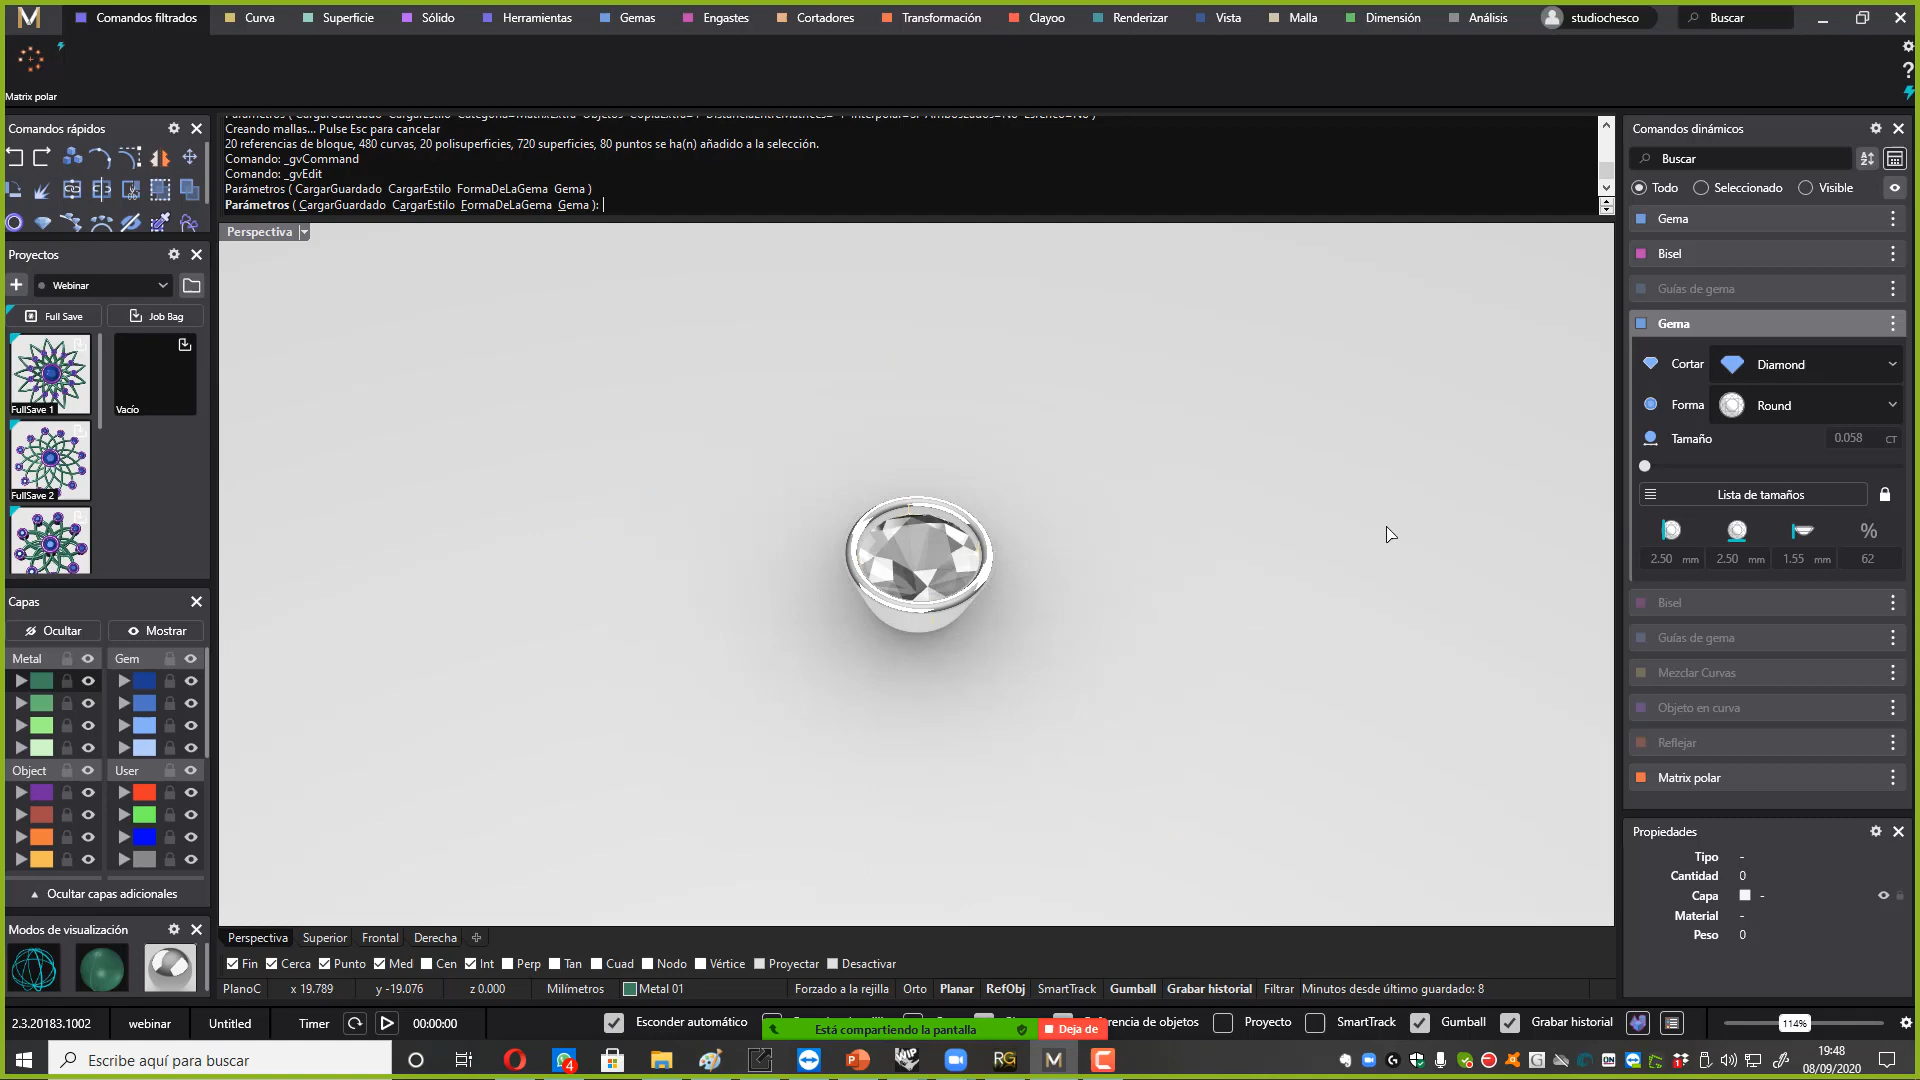 Comandos filtrados
Curva
Superficie
Sólido
Herramientas
Gemas
Engastes
Cortadores
Transformación
Clayoo
Renderizar
Vista
Malla
Dimensión
Análisis
studiochesco
Buscar
Matrix polar
Comandos rápidos
Creando mallas... Pulse Esc para cancelar
20 referencias de bloque, 480 curvas, 20 polisuperficies, 720 superficies, 80 puntos se ha(n) añadido a la selección.
Comando: _gvCommand
Comando: _gvEdit
Parámetros ( CargarGuardado CargarEstilo FormaDeLaGema Gema )
Parámetros ( CargarGuardado CargarEstilo FormaDeLaGema Gema ):
Perspectiva
Proyectos
Webinar
Full Save
Job Bag
FullSave 1
Vacío
FullSave 2
Capas
Ocultar
Mostrar
Metal
Gem
Object
User
Ocultar capas adicionales
Modos de visualización
Comandos dinámicos
Buscar
Todo
Seleccionado
Visible
Gema
Bisel
Guías de gema
Gema
Cortar
Diamond
Forma
Round
Tamaño
0.058 CT
Lista de tamaños
%
2.50 mm
2.50 mm
1.55 mm
62
Bisel
Guías de gema
Mezclar Curvas
Objeto en curva
Reflejar
Matrix polar
Propiedades
Tipo -
Cantidad 0
Capa -
Material -
Peso 0
Perspectiva
Superior
Frontal
Derecha
Fin
Cerca
Punto
Med
Cen
Int
Perp
Tan
Cuad
Nodo
Vértice
Proyectar
Desactivar
PlanoC
x 19.789
y -19.076
z 0.000
Milímetros
Metal 01
Forzado a la rejilla
Orto
Planar
RefObj
SmartTrack
Gumball
Grabar historial
Filtrar
Minutos desde último guardado: 8
2.3.20183.1002
webinar
Untitled
Timer
00:00:00
Esconder automático
Está compartiendo la pantalla
Deja de
erencia de objetos
Proyecto
SmartTrack
Gumball
Grabar historial
114%
Escribe aquí para buscar
4
RG
ON
19:48
08/09/2020